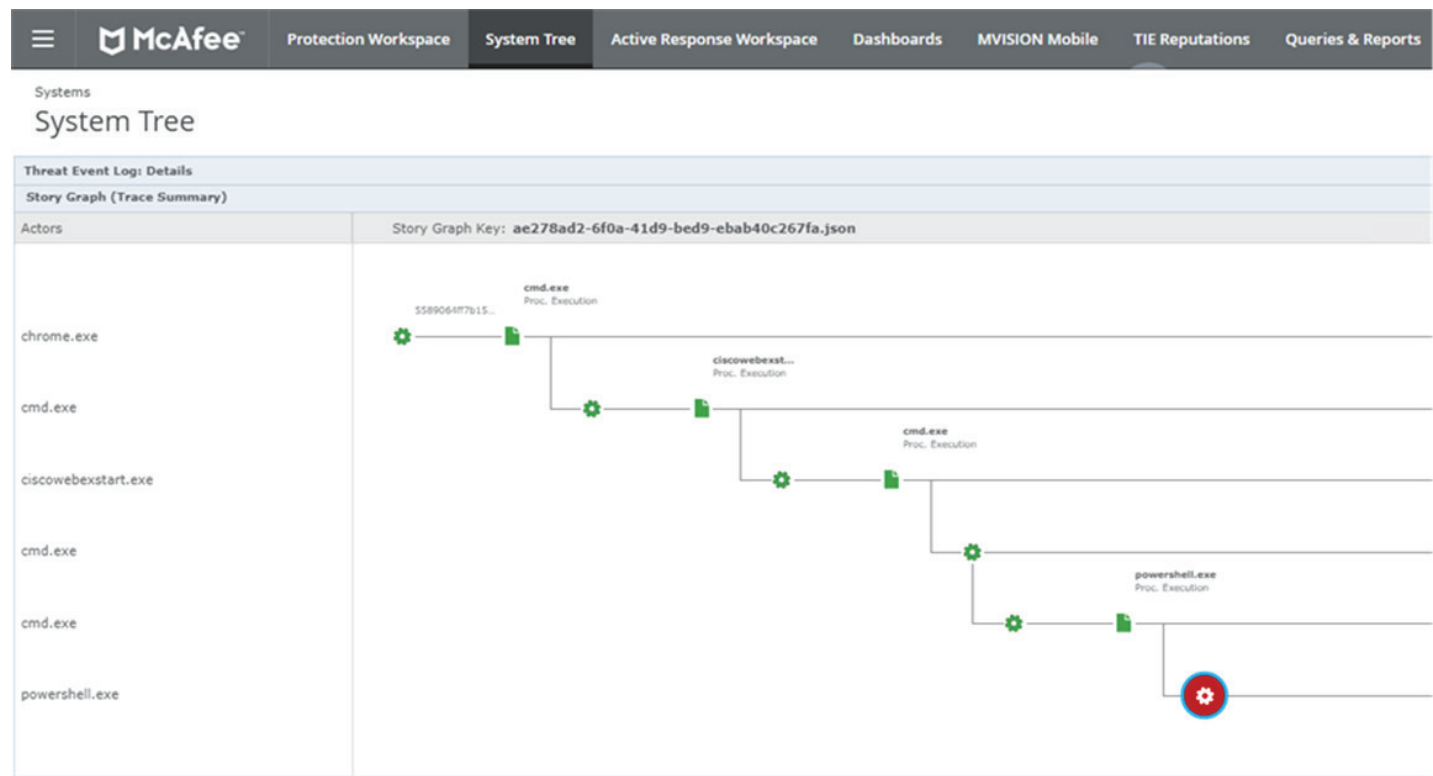 McAfee™ Protection Workspace System Tree Active Response Workspace Dashboards MVISION Mobile TIE Reputations Queries & Reports
Systems
System Tree
Threat Event Log: Details
Story Graph (Trace Summary)
Actors Story Graph Key: ae278ad2-6f0a-41d9-bed9-ebab40c267fa.json
cmd.exe
Proc. Execution
5589064ff7b15...
chrome.exe
ciscowebexst...
Proc. Execution
cmd.exe
cmd.exe
Proc. Execution
ciscowebexstart.exe
cmd.exe
powershell.exe
Proc. Execution
cmd.exe
powershell.exe